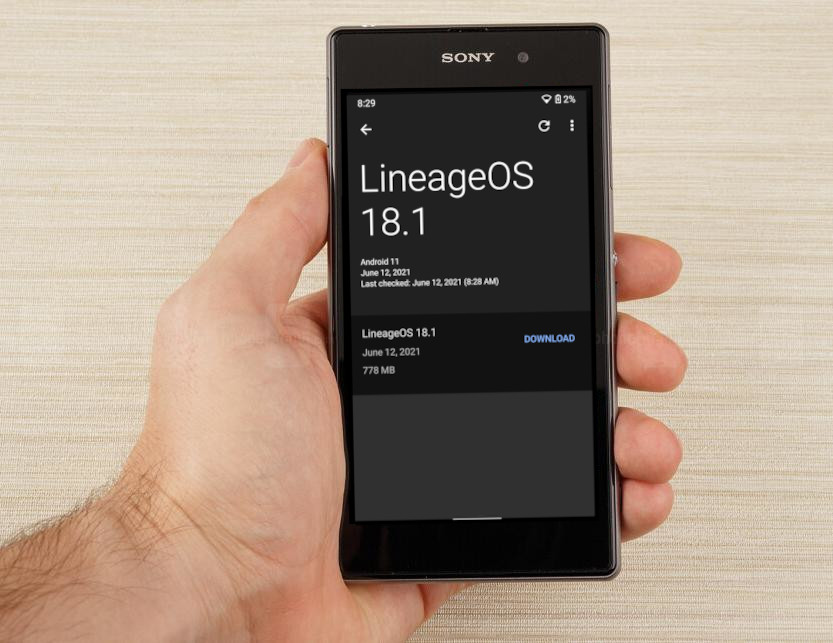 SONY
8:29 2%
LineageOS
18.1
Android 11
June 12, 2021
Last checked: June 12, 2021 (8:28 AM)
LineageOS 18.1
DOWNLOAD
June 12, 2021
778 MB